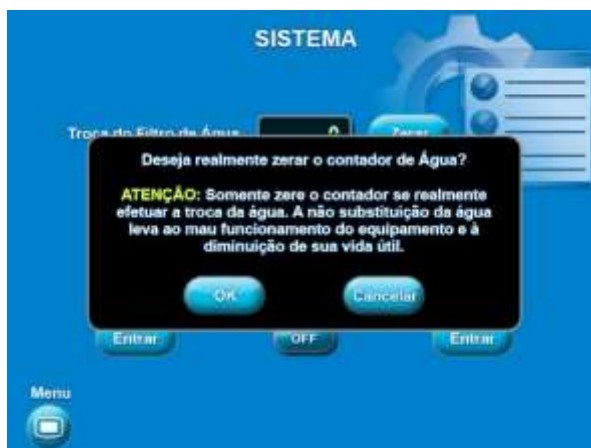 SISTEMA
Troca do Filtro de Água 0 Zerar
Deseja realmente zerar o contador de Água?
ATENÇÃO: Somente zere o contador se realmente
efetuar a troca da água. A não substituição da água
leva ao mau funcionamento do equipamento e à
diminuição de sua vida útil.
OK Cancelar
Entrar OFF Entrar
Menu